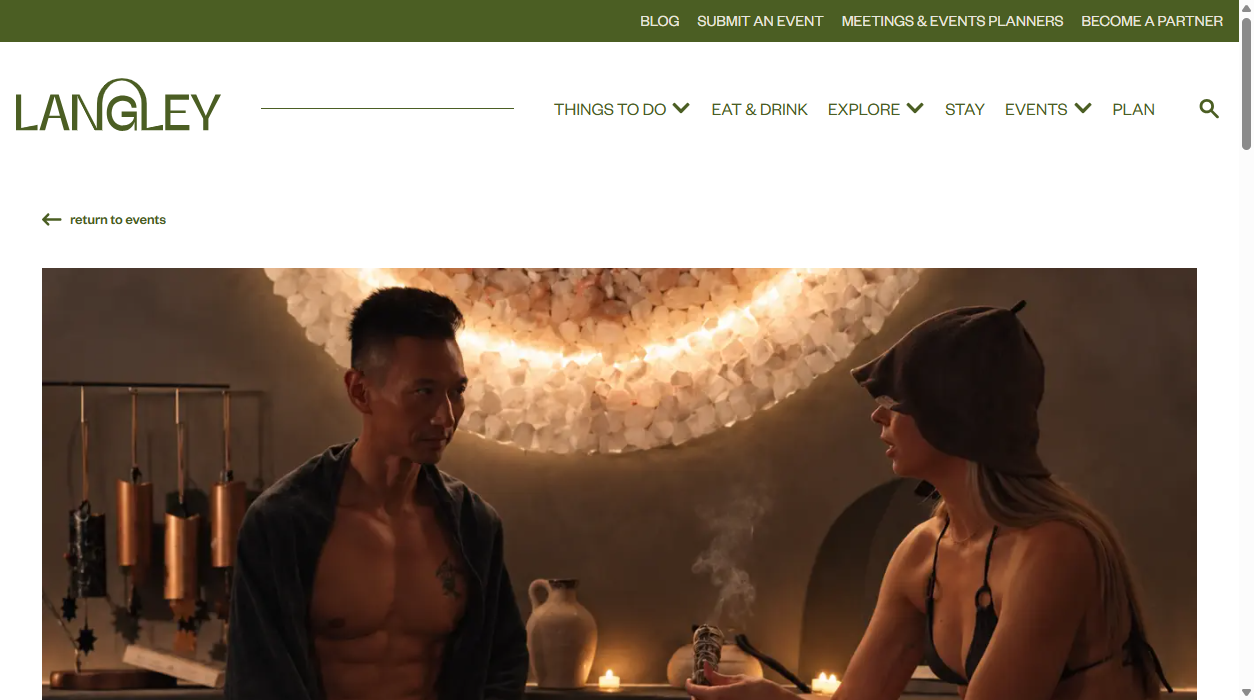 BLOG SUBMIT AN EVENT MEETINGS & EVENTS PLANNERS BECOME A PARTNER
LANGLEY
THINGS TO DO EAT & DRINK EXPLORE STAY EVENTS PLAN
return to events